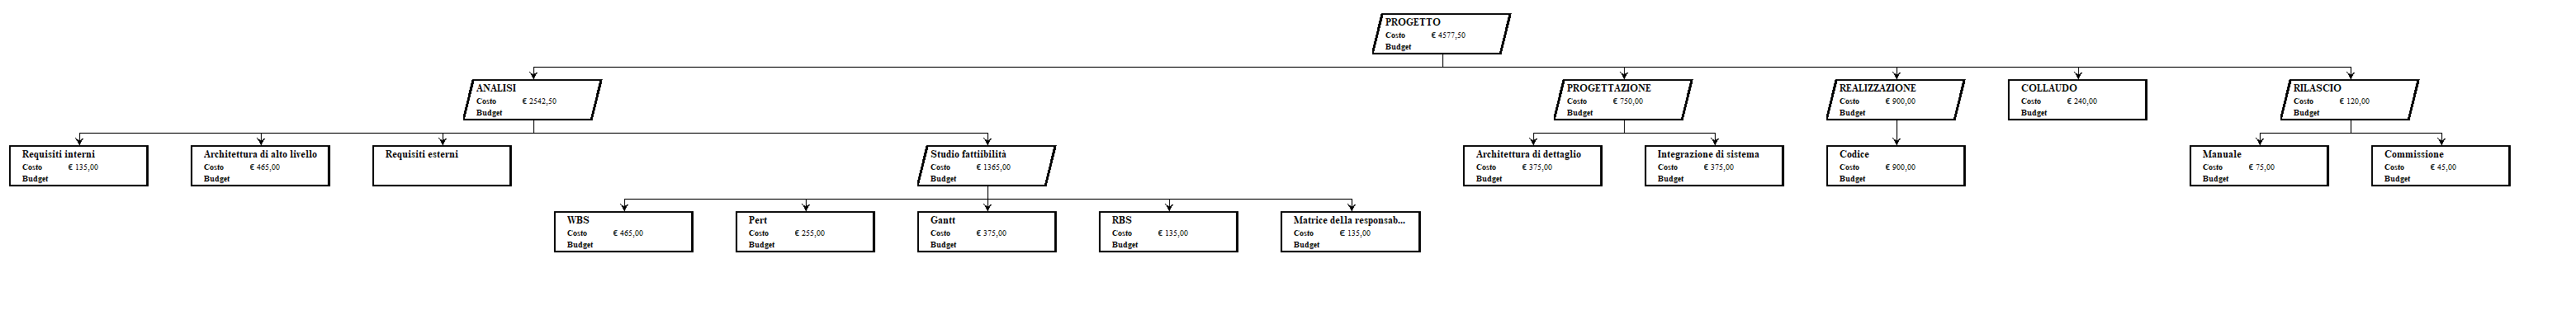 PROGETTO
Costo € 4577,50
Budget
ANALISI
Costo € 2542,50
Budget
PROGETTAZIONE
Costo € 750,00
Budget
REALIZZAZIONE
Costo € 900,00
Budget
COLLAUDO
Costo € 240,00
Budget
RILASCIO
Costo € 120,00
Budget
Requisiti interni
Costo € 135,00
Budget
Architettura di alto livello
Costo € 465,00
Budget
Requisiti esterni
Studio fattiibilità
Costo € 1365,00
Budget
Architettura di dettaglio
Costo € 375,00
Budget
Integrazione di sistema
Costo € 375,00
Budget
Codice
Costo € 900,00
Budget
Manuale
Costo € 75,00
Budget
Commissione
Costo € 45,00
Budget
WBS
Costo € 465,00
Budget
Pert
Costo € 255,00
Budget
Gantt
Costo € 375,00
Budget
RBS
Costo € 135,00
Budget
Matrice della responsab...
Costo € 135,00
Budget